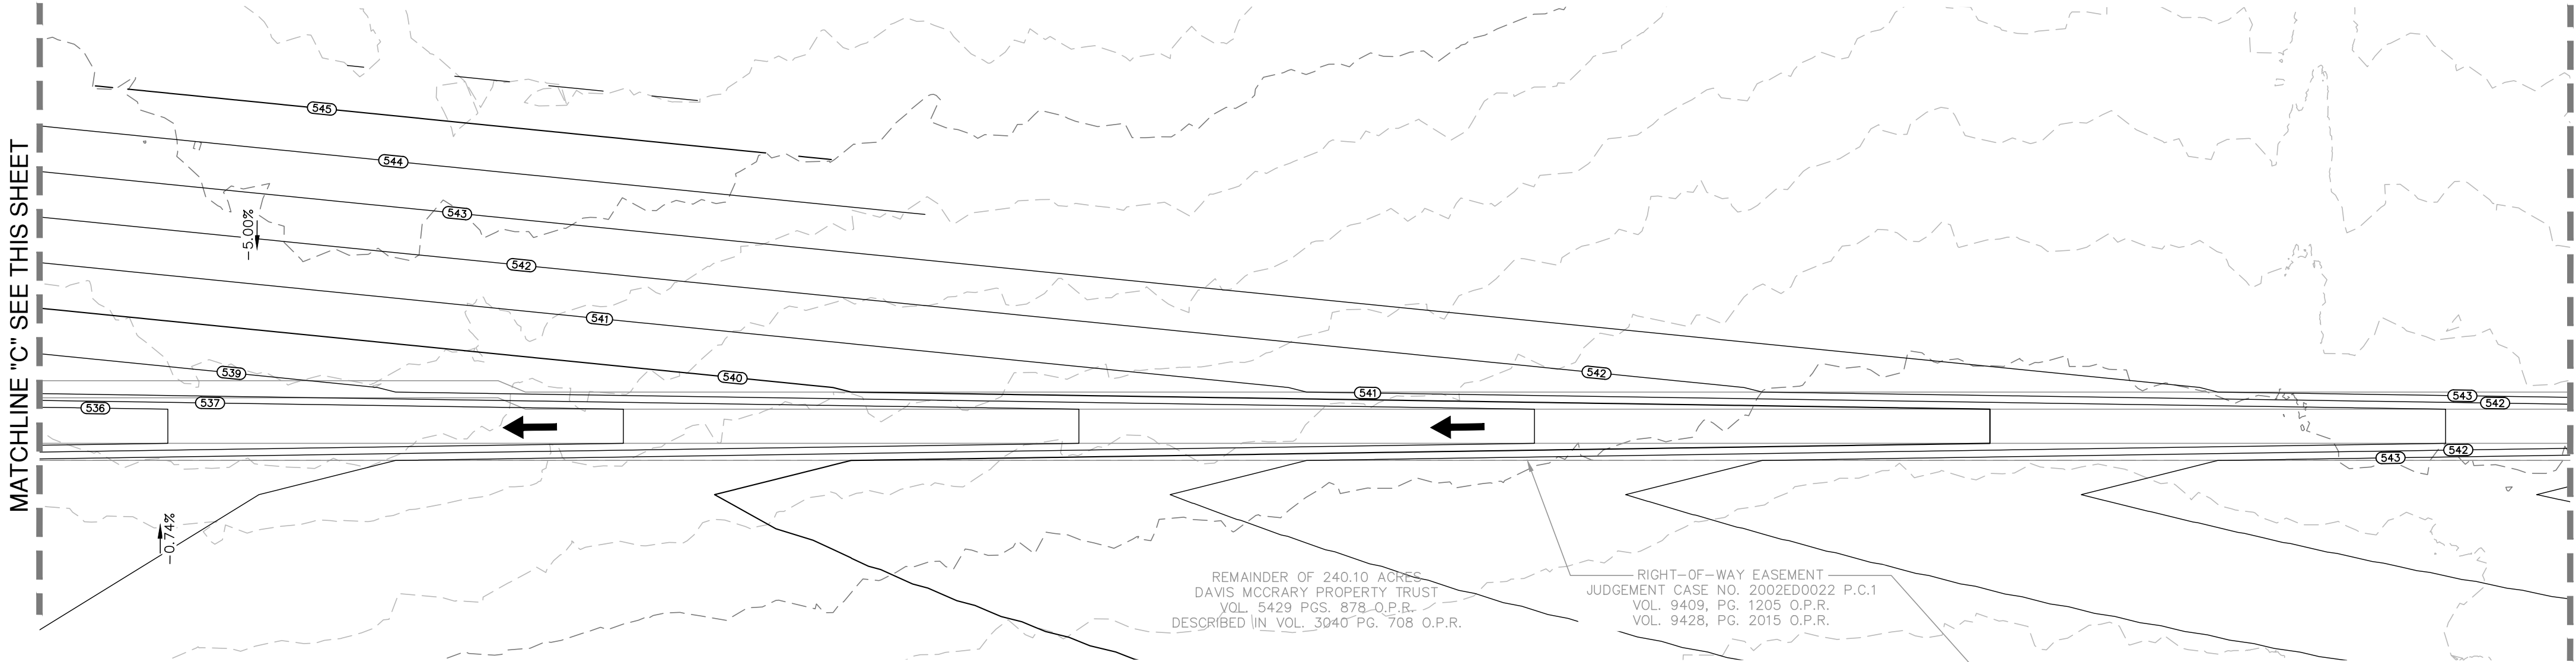 MATCHLINE "C" SEE THIS SHEET
545
544
543
542
541
540
539
537
536
-5.00%
-0.74%
541
542
543
542
542
543
REMAINDER OF 240.10 ACRES
DAVIS MCCRARY PROPERTY TRUST
VOL. 5429 PGS. 878 O.P.R.
DESCRIBED IN VOL. 3040 PG. 708 O.P.R.
RIGHT-OF-WAY EASEMENT
JUDGEMENT CASE NO. 2002ED0022 P.C.1
VOL. 9409, PG. 1205 O.P.R.
VOL. 9428, PG. 2015 O.P.R.